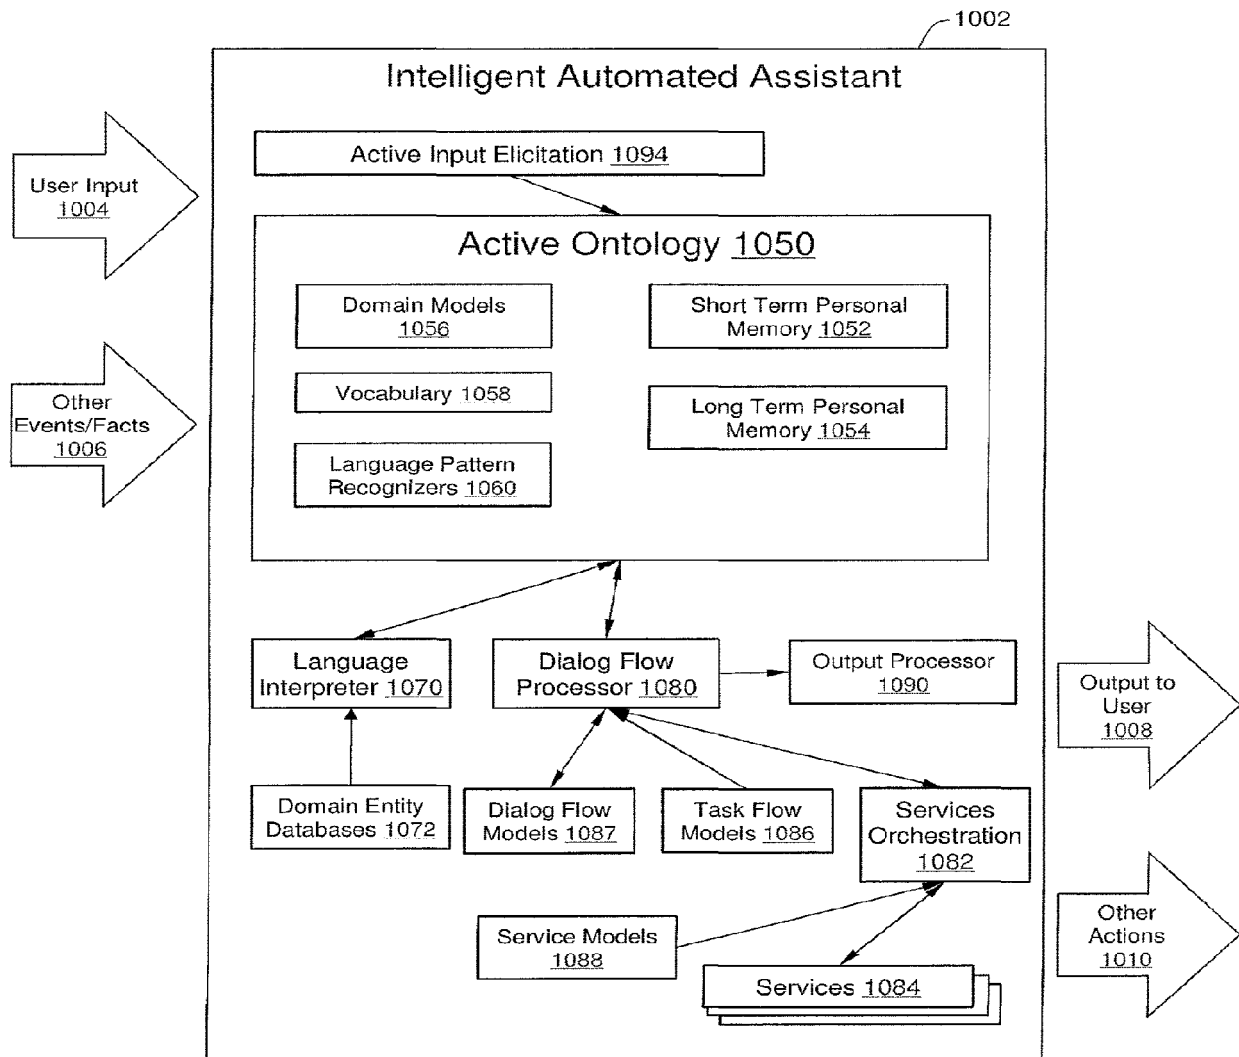 1002
Intelligent Automated Assistant
Active Input Elicitation 1094
User Input
1004
Active Ontology 1050
Domain Models
1056
Short Term Personal
Memory 1052
Vocabulary 1058
Long Term Personal
Memory 1054
Other
Events/Facts
1006
Language Pattern
Recognizers 1060
Language
Interpreter 1070
Dialog Flow
Processor 1080
Output Processor
1090
Output to
User
1008
Domain Entity
Databases 1072
Dialog Flow
Models 1087
Task Flow
Models 1086
Services
Orchestration
1082
Service Models
1088
Other
Actions
1010
Services 1084